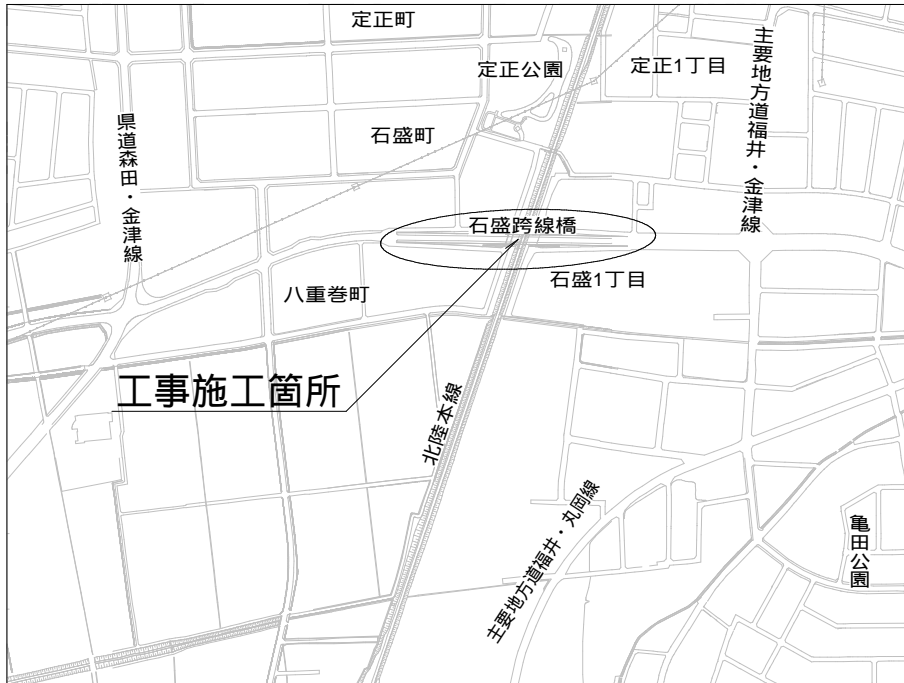 定正町
定正公園
定正1丁目
主要地方道福井・金津線
県道森田・金津線
石盛町
石盛跨線橋
石盛1丁目
八重巻町
工事施工箇所
北陸本線
主要地方道福井・丸岡線
亀田公園